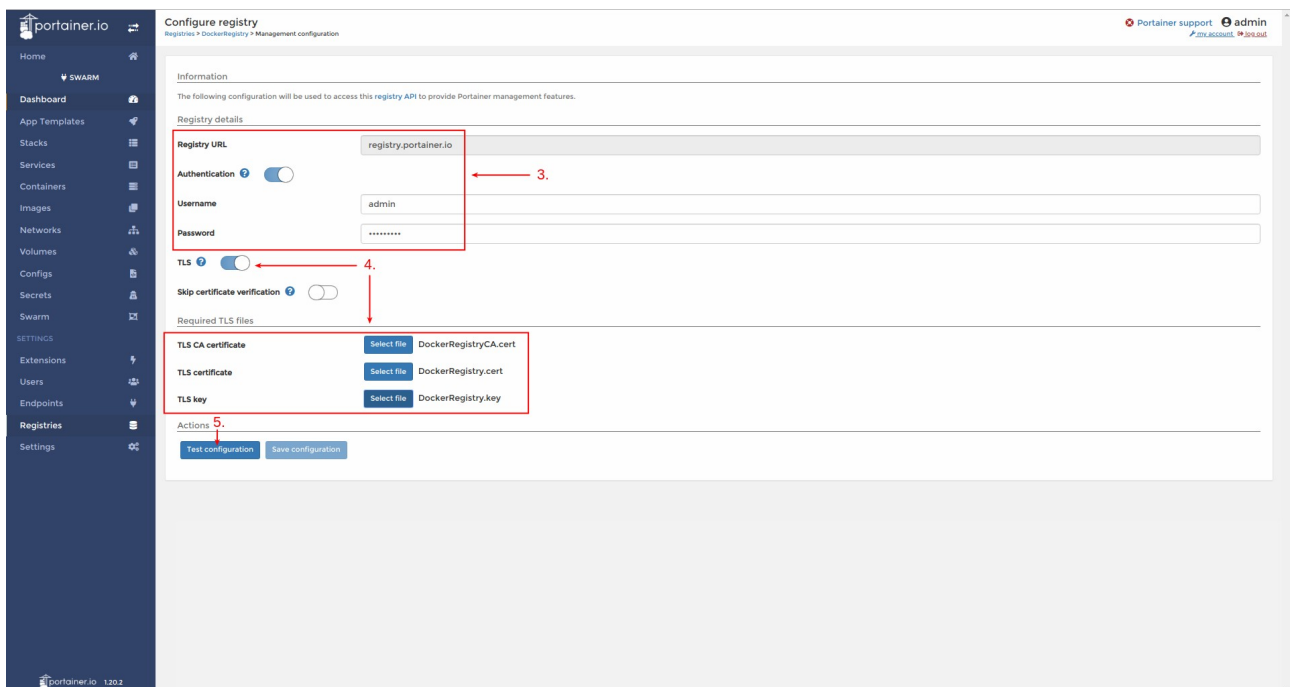 portainer.io
Configure registry
Portainer support admin
Registries > DockerRegistry > Management configuration
my account log out
Home
SWARM
Dashboard
App Templates
Stacks
Services
Containers
Images
Networks
Volumes
Configs
Secrets
Swarm
SETTINGS
Extensions
Users
Endpoints
Registries
Settings
portainer.io 1.20.2
Information
The following configuration will be used to access this registry API to provide Portainer management features.
Registry details
Registry URL registry.portainer.io
Authentication ?
3.
Username admin
Password •••••••••
TLS ?
4.
Skip certificate verification ?
Required TLS files
TLS CA certificate Select file DockerRegistryCA.cert
TLS certificate Select file DockerRegistry.cert
TLS key Select file DockerRegistry.key
Actions 5.
Test configuration Save configuration